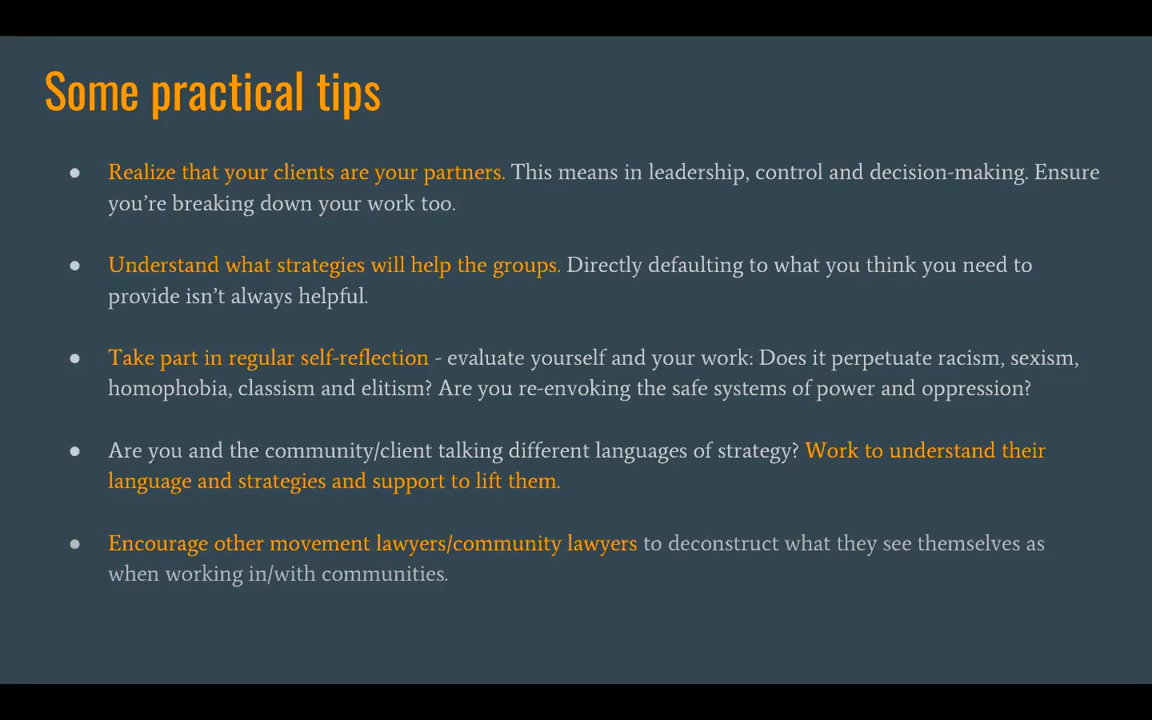 Some practical tips
● Realize that your clients are your partners. This means in leadership, control and decision-making. Ensure
you're breaking down your work too.
● Understand what strategies will help the groups. Directly defaulting to what you think you need to
provide isn't always helpful.
● Take part in regular self-reflection - evaluate yourself and your work: Does it perpetuate racism, sexism,
homophobia, classism and elitism? Are you re-envoking the safe systems of power and oppression?
● Are you and the community/client talking different languages of strategy? Work to understand their
language and strategies and support to lift them.
● Encourage other movement lawyers/community lawyers to deconstruct what they see themselves as
when working in/with communities.